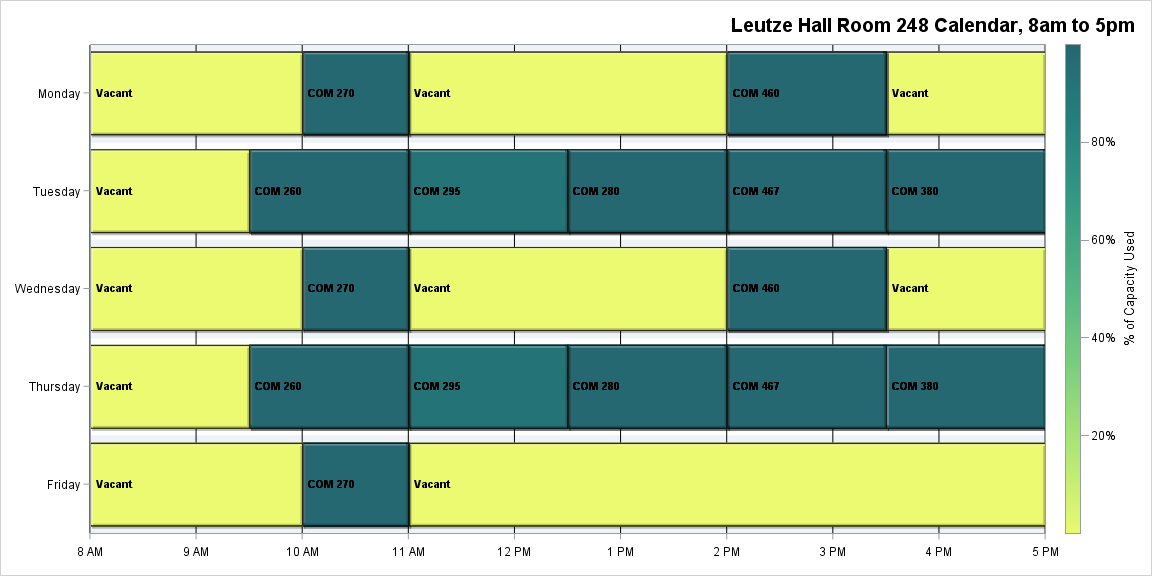 Leutze Hall Room 248 Calendar, 8am to 5pm
Monday
Vacant
COM 270
Vacant
COM 460
Vacant
Tuesday
Vacant
COM 260
COM 295
COM 280
COM 467
COM 380
Wednesday
Vacant
COM 270
Vacant
COM 460
Vacant
Thursday
Vacant
COM 260
COM 295
COM 280
COM 467
COM 380
Friday
Vacant
COM 270
Vacant
8 AM
9 AM
10 AM
11 AM
12 PM
1 PM
2 PM
3 PM
4 PM
5 PM
80%
60%
40%
20%
% of Capacity Used